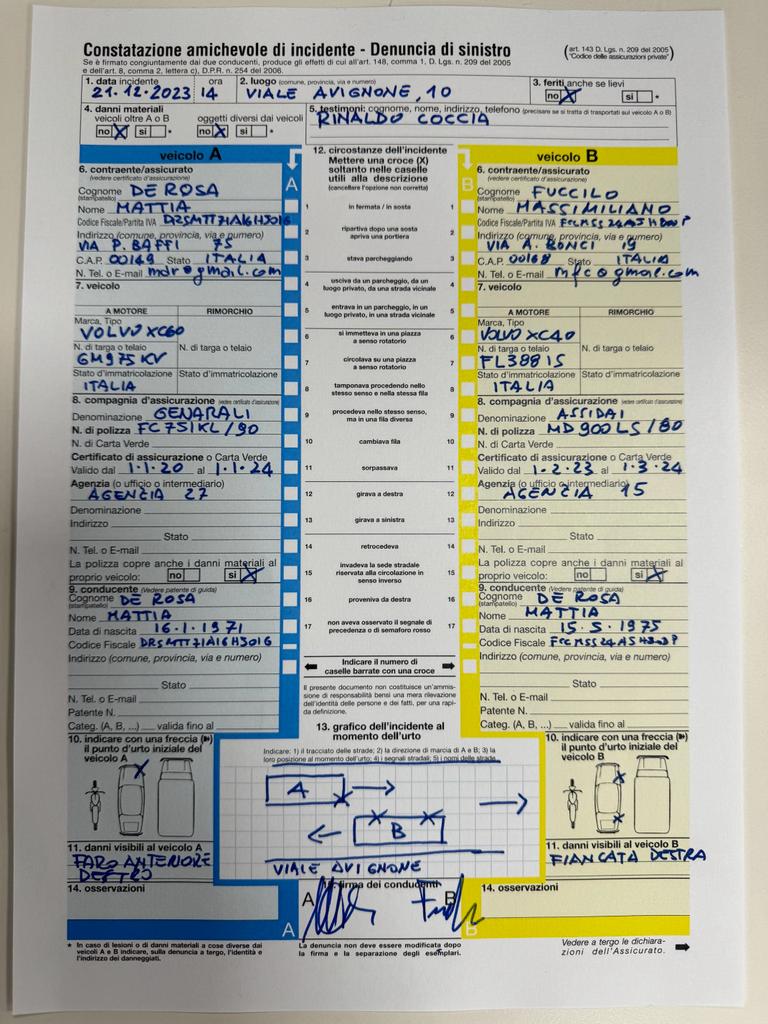 Constatazione amichevole di incidente - Denuncia di sinistro
(art. 143 D. Lgs. n. 209 del 2005 "Codice delle assicurazioni private")
Se è firmato congiuntamente dai due conducenti, produce gli effetti di cui all'art. 148, comma 1, D. Lgs. n. 209 del 2005
e dell'art. 8, comma 2, lettera c), D.P.R. n. 254 del 2006.
1. data incidente ora
21.12.2023 14
2. luogo (comune, provincia, via e numero)
VIALE AVIGNONE, 10
3. feriti anche se lievi
no X si *
4. danni materiali
veicoli oltre A o B oggetti diversi dai veicoli
no X si * no X si *
5. testimoni: cognome, nome, indirizzo, telefono (precisare se si tratta di trasportati sul veicolo A o B)
RINALDO COCCIA
veicolo A
6. contraente/assicurato
(vedere certificato d'assicurazione)
Cognome DE ROSA
(stampatello)
Nome MATTIA
Codice Fiscale/Partita IVA DRSMTT71A16H301G
Indirizzo (comune, provincia, via e numero)
VIA P. BAFFI 75
C.A.P. 00149 Stato ITALIA
N. Tel. o E-mail mdr@gmail.com
7. veicolo
A MOTORE RIMORCHIO
Marca, Tipo
VOLVO XC60
N. di targa o telaio N. di targa o telaio
GM975KV
Stato d'immatricolazione Stato d'immatricolazione
ITALIA
8. compagnia d'assicurazione (vedere certificato d'assicurazione)
Denominazione GENARALI
N. di polizza FC751KL/90
N. di Carta Verde
Certificato di assicurazione o Carta Verde
Valido dal 1.1.20 al 1.1.24
Agenzia (o ufficio o intermediario)
AGENCIA 27
Denominazione
Indirizzo
Stato
N. Tel. o E-mail
La polizza copre anche i danni materiali al
proprio veicolo: no si X
9. conducente (Vedere patente di guida)
Cognome DE ROSA
(stampatello)
Nome MATTIA
Data di nascita 16.1.1971
Codice Fiscale DRSMTT71A16H301G
Indirizzo (comune, provincia, via e numero)
Stato
N. Tel. o E-mail
Patente N.
Categ. (A, B, ...) valida fino al
10. indicare con una freccia
il punto d'urto iniziale del
veicolo A
X
11. danni visibili al veicolo A
FARO ANTERIORE
DESTRO
14. osservazioni
A
12. circostanze dell'incidente
Mettere una croce (X)
soltanto nelle caselle
utili alla descrizione
(cancellare l'opzione non corretta)
A B
1 in fermata / in sosta 1
2 ripartiva dopo una sosta 2
apriva una portiera
3 stava parcheggiando 3
4 usciva da un parcheggio, da un 4
luogo privato, da una strada vicinale
5 entrava in un parcheggio, in un 5
luogo privato, in una strada vicinale
6 si immetteva in una piazza 6
a senso rotatorio
7 circolava su una piazza 7
a senso rotatorio
8 tamponava procedendo nello 8
stesso senso e nella stessa fila
9 procedeva nello stesso senso, 9
ma in una fila diversa
10 cambiava fila 10
11 sorpassava 11
12 girava a destra 12
13 girava a sinistra 13
14 retrocedeva 14
15 invadeva la sede stradale 15
riservata alla circolazione in
senso inverso
16 proveniva da destra 16
17 non aveva osservato il segnale di 17
precedenza o di semaforo rosso
Indicare il numero di
caselle barrate con una croce
Il presente documento non costituisce un'ammissione
di responsabilità bensì una mera rilevazione
dell'identità delle persone e dei fatti, per una rapida
definizione.
13. grafico dell'incidente al
momento dell'urto
Indicare: 1) il tracciato delle strade; 2) la direzione di marcia di A e B; 3) la
loro posizione al momento dell'urto; 4) i segnali stradali; 5) i nomi delle strade
A X
X X
B
VIALE AVIGNONE
15. firma dei conducenti
A B
veicolo B
6. contraente/assicurato
(vedere certificato d'assicurazione)
Cognome FUCCILO
(stampatello)
Nome MASSIMILIANO
Codice Fiscale/Partita IVA
Indirizzo (comune, provincia, via e numero)
VIA A. BONCI 19
C.A.P. 00168 Stato ITALIA
N. Tel. o E-mail mfc@gmail.com
7. veicolo
A MOTORE RIMORCHIO
Marca, Tipo
VOLVO XC40
N. di targa o telaio N. di targa o telaio
FL388IS
Stato d'immatricolazione Stato d'immatricolazione
ITALIA
8. compagnia d'assicurazione (vedere certificato d'assicurazione)
Denominazione ASSIDAI
N. di polizza MD900LS/80
N. di Carta Verde
Certificato di assicurazione o Carta Verde
Valido dal 1.2.23 al 1.3.24
Agenzia (o ufficio o intermediario)
AGENCIA 15
Denominazione
Indirizzo
Stato
N. Tel. o E-mail
La polizza copre anche i danni materiali al
proprio veicolo: no si X
9. conducente (Vedere patente di guida)
Cognome DE ROSA
(stampatello)
Nome MATTIA
Data di nascita 15.5.1975
Codice Fiscale
Indirizzo (comune, provincia, via e numero)
Stato
N. Tel. o E-mail
Patente N.
Categ. (A, B, ...) valida fino al
10. indicare con una freccia
il punto d'urto iniziale del
veicolo B
X
X
11. danni visibili al veicolo B
FIANCATA DESTRA
14. osservazioni
B
* In caso di lesioni o di danni materiali a cose diverse dai
veicoli A e B indicare, sulla denuncia a tergo, l'identità e
l'indirizzo dei danneggiati.
La denuncia non deve essere modificata dopo
la firma e la separazione degli esemplari.
Vedere a tergo le dichiarazioni
dell'Assicurato.